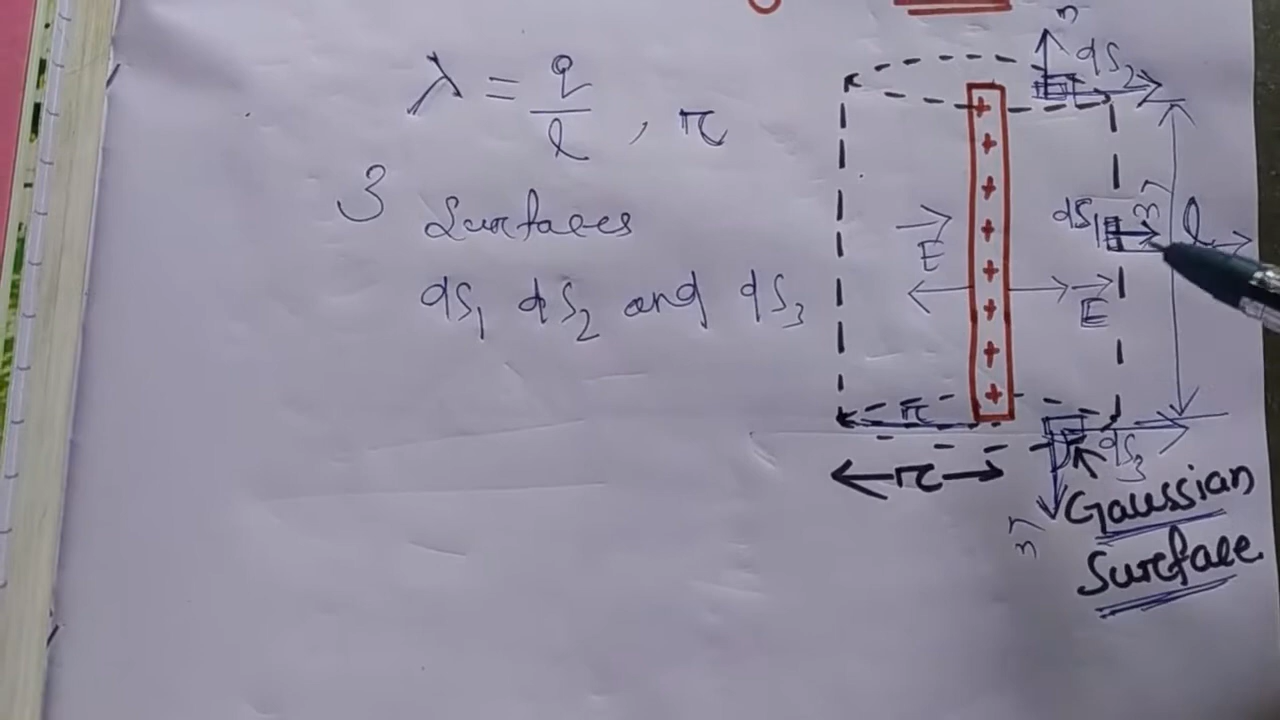 λ = q/l , r
3 Surfaces
dS₁ dS₂ and dS₃
n
dS₂
+
+
+
+
+
+
+
+
E
E
dS₁
n̂
l
r
r
dS₃
n̂
Gaussian
Surface